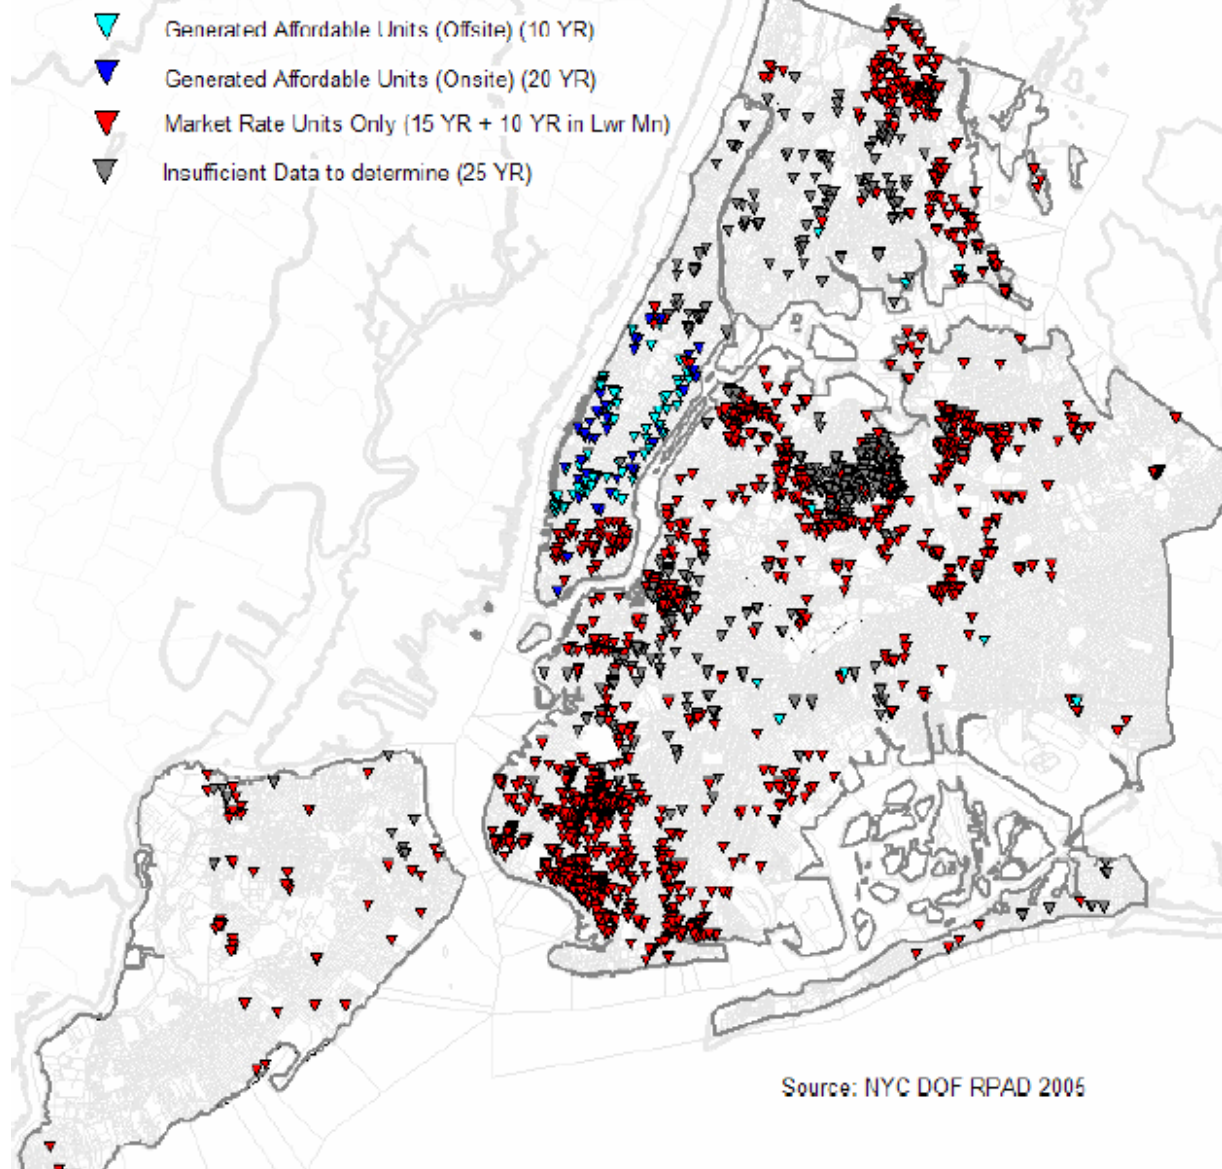 Generated Affordable Units (Offsite) (10 YR)
Generated Affordable Units (Onsite) (20 YR)
Market Rate Units Only (15 YR + 10 YR in Lwr Mn)
Insufficient Data to determine (25 YR)
Source: NYC DOF RPAD 2005